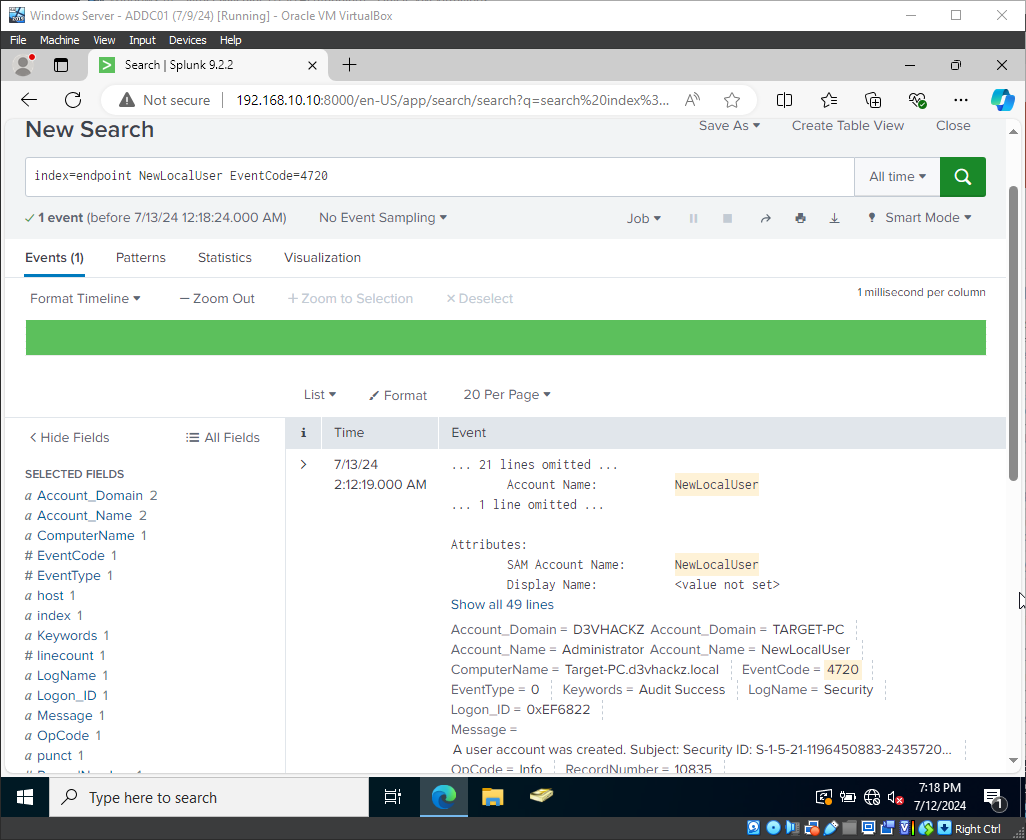 Windows Server - ADDC01 (7/9/24) [Running] - Oracle VM VirtualBox
File Machine View Input Devices Help
Search | Splunk 9.2.2
Not secure 192.168.10.10:8000/en-US/app/search/search?q=search%20index%3...
New Search
Save As Create Table View Close
index=endpoint NewLocalUser EventCode=4720
All time
1 event (before 7/13/24 12:18:24.000 AM) No Event Sampling Job Smart Mode
Events (1) Patterns Statistics Visualization
Format Timeline — Zoom Out + Zoom to Selection × Deselect
1 millisecond per column
List Format 20 Per Page
< Hide Fields All Fields
i Time Event
SELECTED FIELDS
a Account_Domain 2
a Account_Name 2
a ComputerName 1
# EventCode 1
# EventType 1
a host 1
a index 1
a Keywords 1
# linecount 1
a LogName 1
a Logon_ID 1
a Message 1
a OpCode 1
a punct 1
> 7/13/24
2:12:19.000 AM
... 21 lines omitted ...
Account Name: NewLocalUser
... 1 line omitted ...
Attributes:
SAM Account Name: NewLocalUser
Display Name: <value not set>
Show all 49 lines
Account_Domain = D3VHACKZ Account_Domain = TARGET-PC
Account_Name = Administrator Account_Name = NewLocalUser
ComputerName = Target-PC.d3vhackz.local EventCode = 4720
EventType = 0 Keywords = Audit Success LogName = Security
Logon_ID = 0xEF6822
Message =
A user account was created. Subject: Security ID: S-1-5-21-1196450883-2435720...
OpCode = Info RecordNumber = 10835
Type here to search
7:18 PM
7/12/2024
1
Right Ctrl